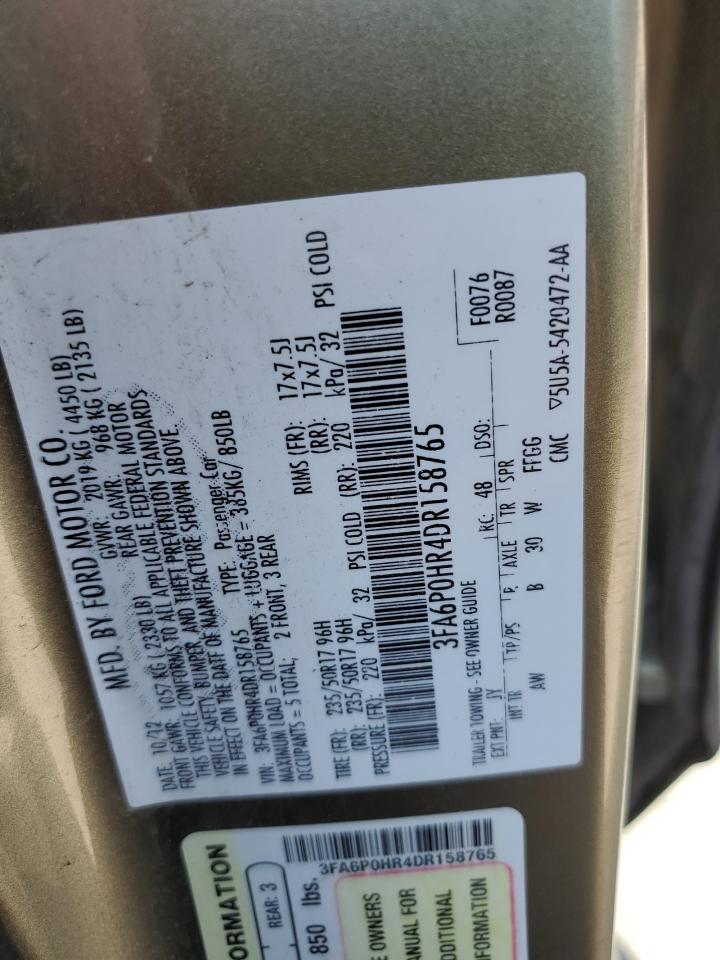 MFD. BY FORD MOTOR CO.
DATE: 10/12 GVWR: 2019 KG ( 4450 LB)
FRONT GAWR: 1057 KG ( 2330 LB) REAR GAWR: 968 KG ( 2135 LB)
THIS VEHICLE CONFORMS TO ALL APPLICABLE FEDERAL MOTOR
VEHICLE SAFETY, BUMPER, AND THEFT PREVENTION STANDARDS
IN EFFECT ON THE DATE OF MANUFACTURE SHOWN ABOVE.
VIN: 3FA6P0HR4DR158765 TYPE: Passenger Car
MAXIMUM LOAD = OCCUPANTS + LUGGAGE = 385KG/ 850LB
OCCUPANTS = 5 TOTAL; 2 FRONT, 3 REAR
TIRE (FR): 235/50R17 96H RIMS (FR): 17x7.5J
(RR): 235/50R17 96H (RR): 17x7.5J
PRESSURE (FR): 220 kPa/ 32 PSI COLD (RR): 220 kPa/ 32 PSI COLD
3FA6P0HR4DR158765
TRAILER TOWING - SEE OWNER GUIDE
F0076
R0087
EXT PNT: JY RC: 48 DSO:
INT TR TP/PS R AXLE TR SPR
AW B 30 W FFGG
CMC ▽5U5A-5420472-AA
3FA6P0HR4DR158765
ORMATION
REAR: 3
850 lbs.
E OWNERS
ANUAL FOR
DDITIONAL
FORMATION